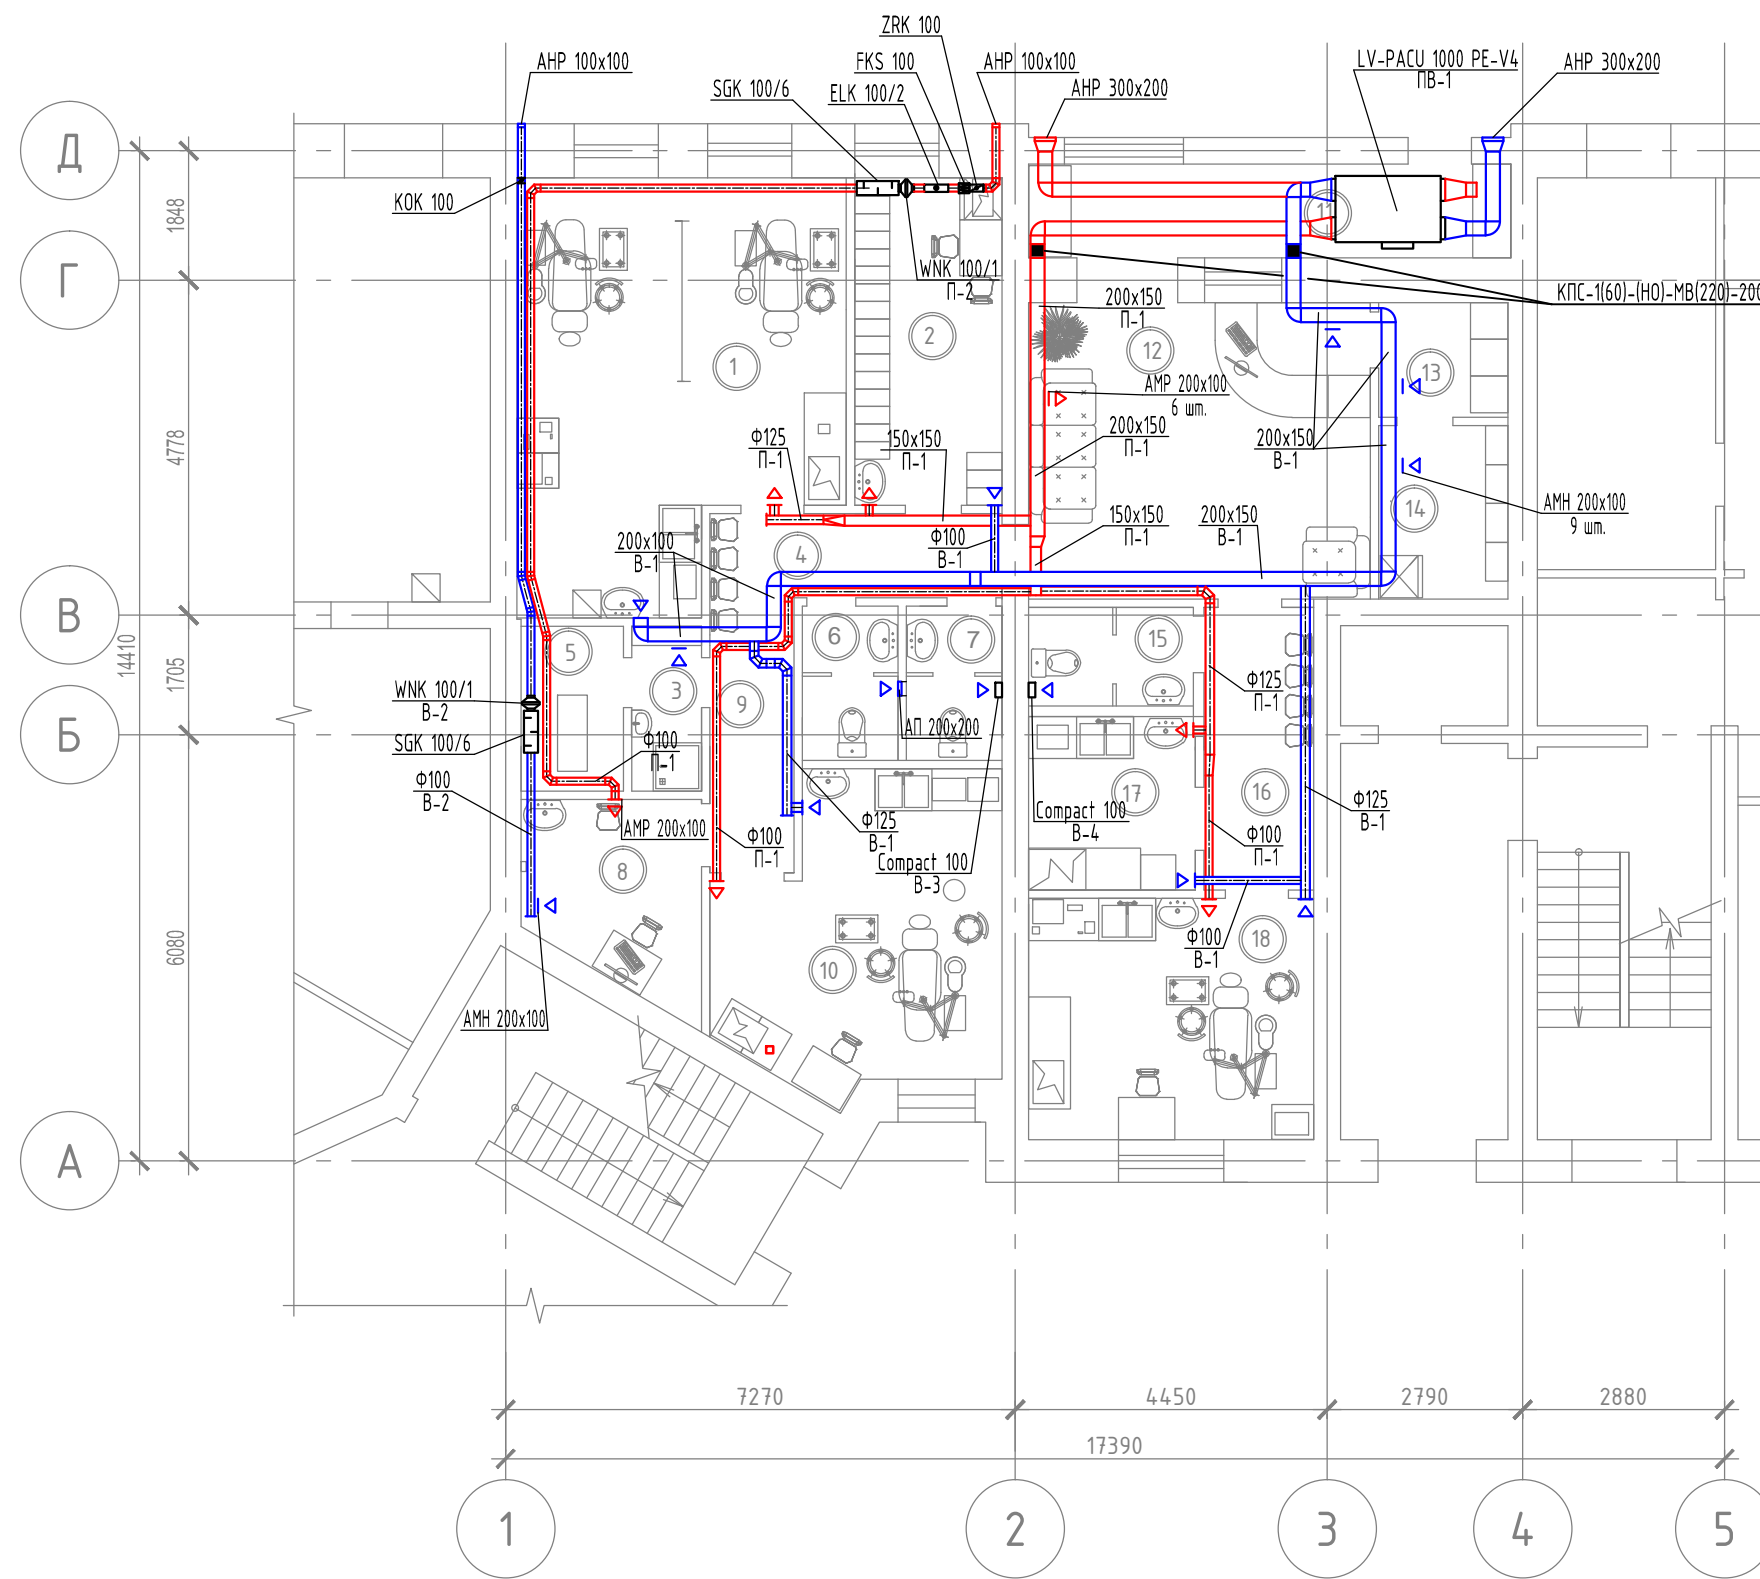 ZRK 100
AHP 100x100
FKS 100
AHP 100x100
LV-PACU 1000 PE-V4
ПВ-1
AHP 300x200
SGK 100/6
ELK 100/2
AHP 300x200
Д
КОК 100
1848
11
WNK 100/1
П-2
Г
200x150
П-1
КПС-1(60)-(НО)-МВ(220)-200
2
12
1
13
АМР 200x100
6 шт.
4778
Ф125
П-1
150x150
П-1
200x150
П-1
200x150
В-1
АМН 200x100
9 шт.
14
200x100
В-1
4
Ф100
В-1
150x150
П-1
200x150
В-1
В
14410
1705
5
6
7
15
3
9
WNK 100/1
В-2
Ф125
П-1
Б
SGK 100/6
Ф100
П-1
АП 200x200
Ф100
В-2
17
16
Ф125
В-1
АМР 200x100
Ф100
П-1
Ф125
В-1
Compact 100
В-4
Ф100
П-1
Compact 100
В-3
8
6080
10
Ф100
В-1
18
АМН 200x100
А
7270
4450
2790
2880
17390
1
2
3
4
5